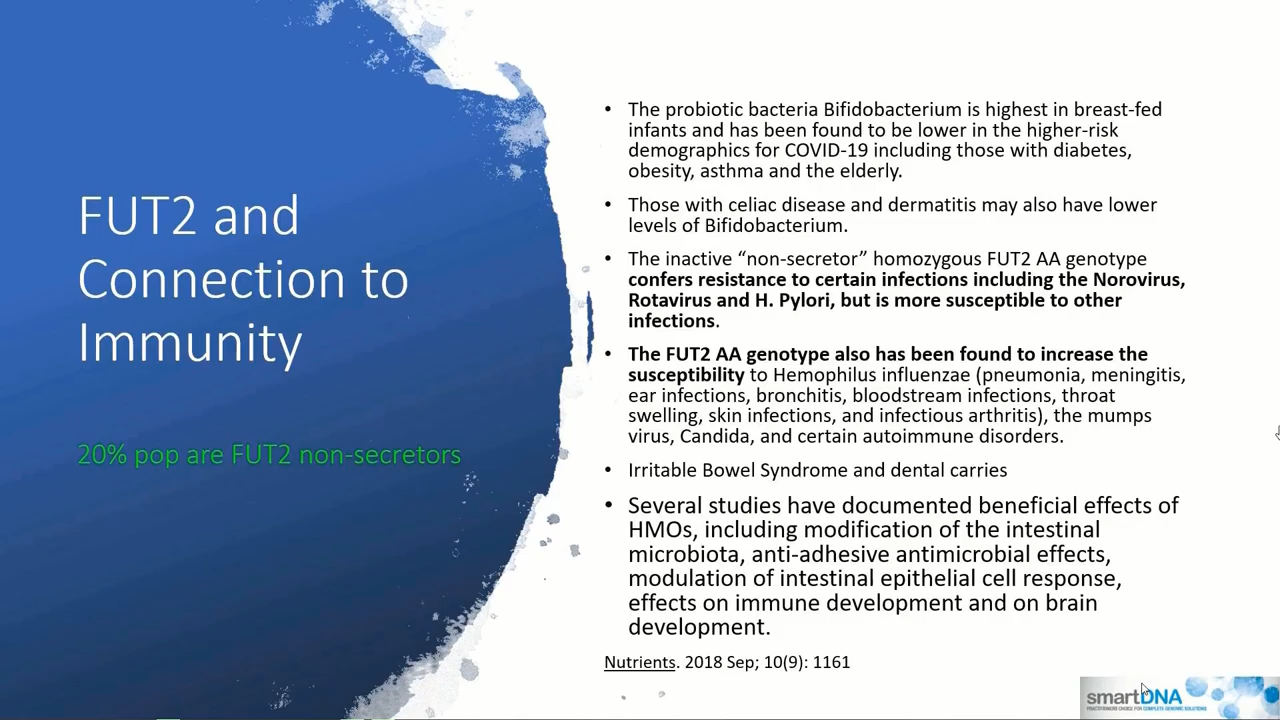 FUT2 and
Connection to
Immunity
20% pop are FUT2 non-secretors
• The probiotic bacteria Bifidobacterium is highest in breast-fed
infants and has been found to be lower in the higher-risk
demographics for COVID-19 including those with diabetes,
obesity, asthma and the elderly.
• Those with celiac disease and dermatitis may also have lower
levels of Bifidobacterium.
• The inactive “non-secretor” homozygous FUT2 AA genotype
confers resistance to certain infections including the Norovirus,
Rotavirus and H. Pylori, but is more susceptible to other
infections.
• The FUT2 AA genotype also has been found to increase the
susceptibility to Hemophilus influenzae (pneumonia, meningitis,
ear infections, bronchitis, bloodstream infections, throat
swelling, skin infections, and infectious arthritis), the mumps
virus, Candida, and certain autoimmune disorders.
• Irritable Bowel Syndrome and dental carries
• Several studies have documented beneficial effects of
HMOs, including modification of the intestinal
microbiota, anti-adhesive antimicrobial effects,
modulation of intestinal epithelial cell response,
effects on immune development and on brain
development.
Nutrients. 2018 Sep; 10(9): 1161
smartDNA
PRACTITIONERS CHOICE FOR COMPLETE GENOMIC SOLUTIONS